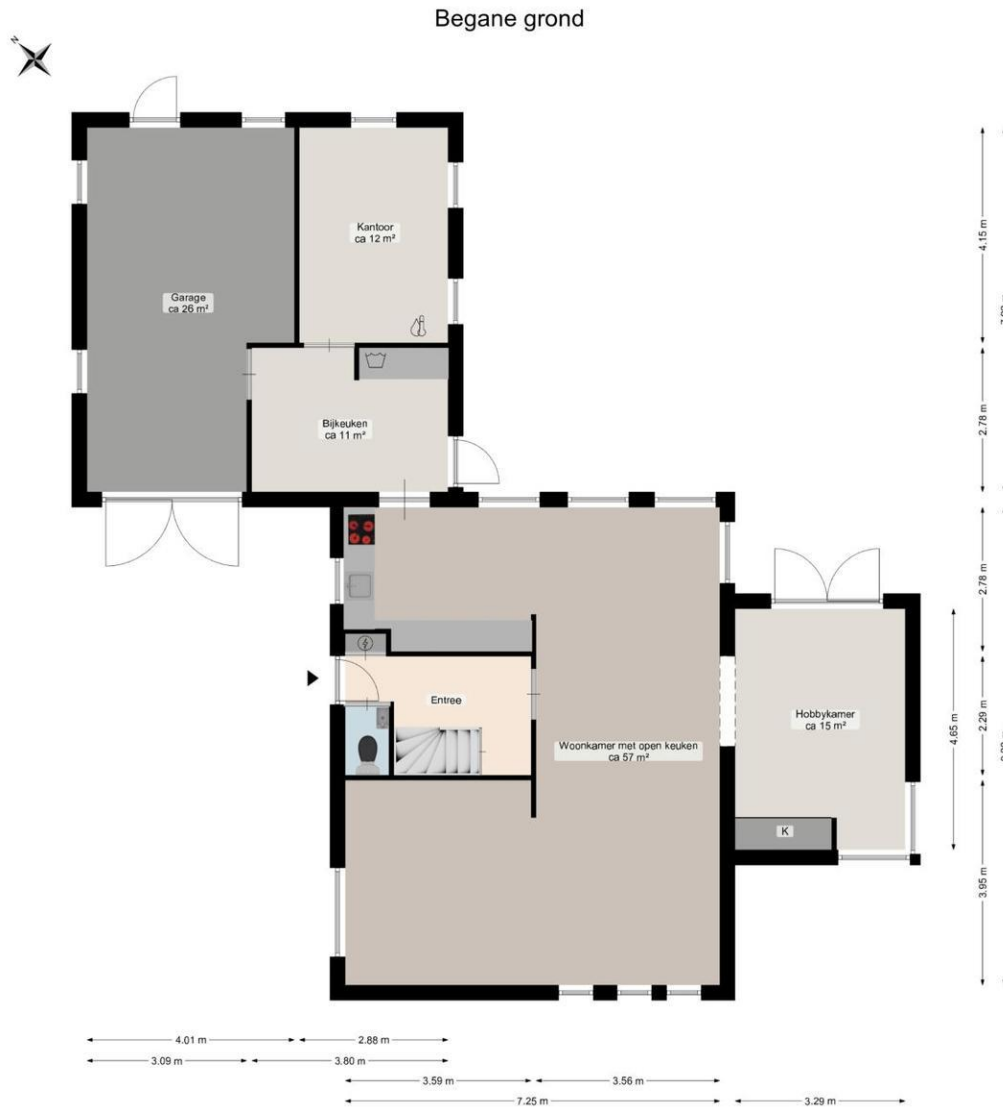 Begane grond
N
Kantoor
ca 12 m²
Garage
ca 26 m²
Bijkeuken
ca 11 m²
Entree
Woonkamer met open keuken
ca 57 m²
Hobbykamer
ca 15 m²
K
4.15 m
2.78 m
2.78 m
2.29 m
4.65 m
3.95 m
4.01 m
2.88 m
3.09 m
3.80 m
3.59 m
3.56 m
7.25 m
3.29 m